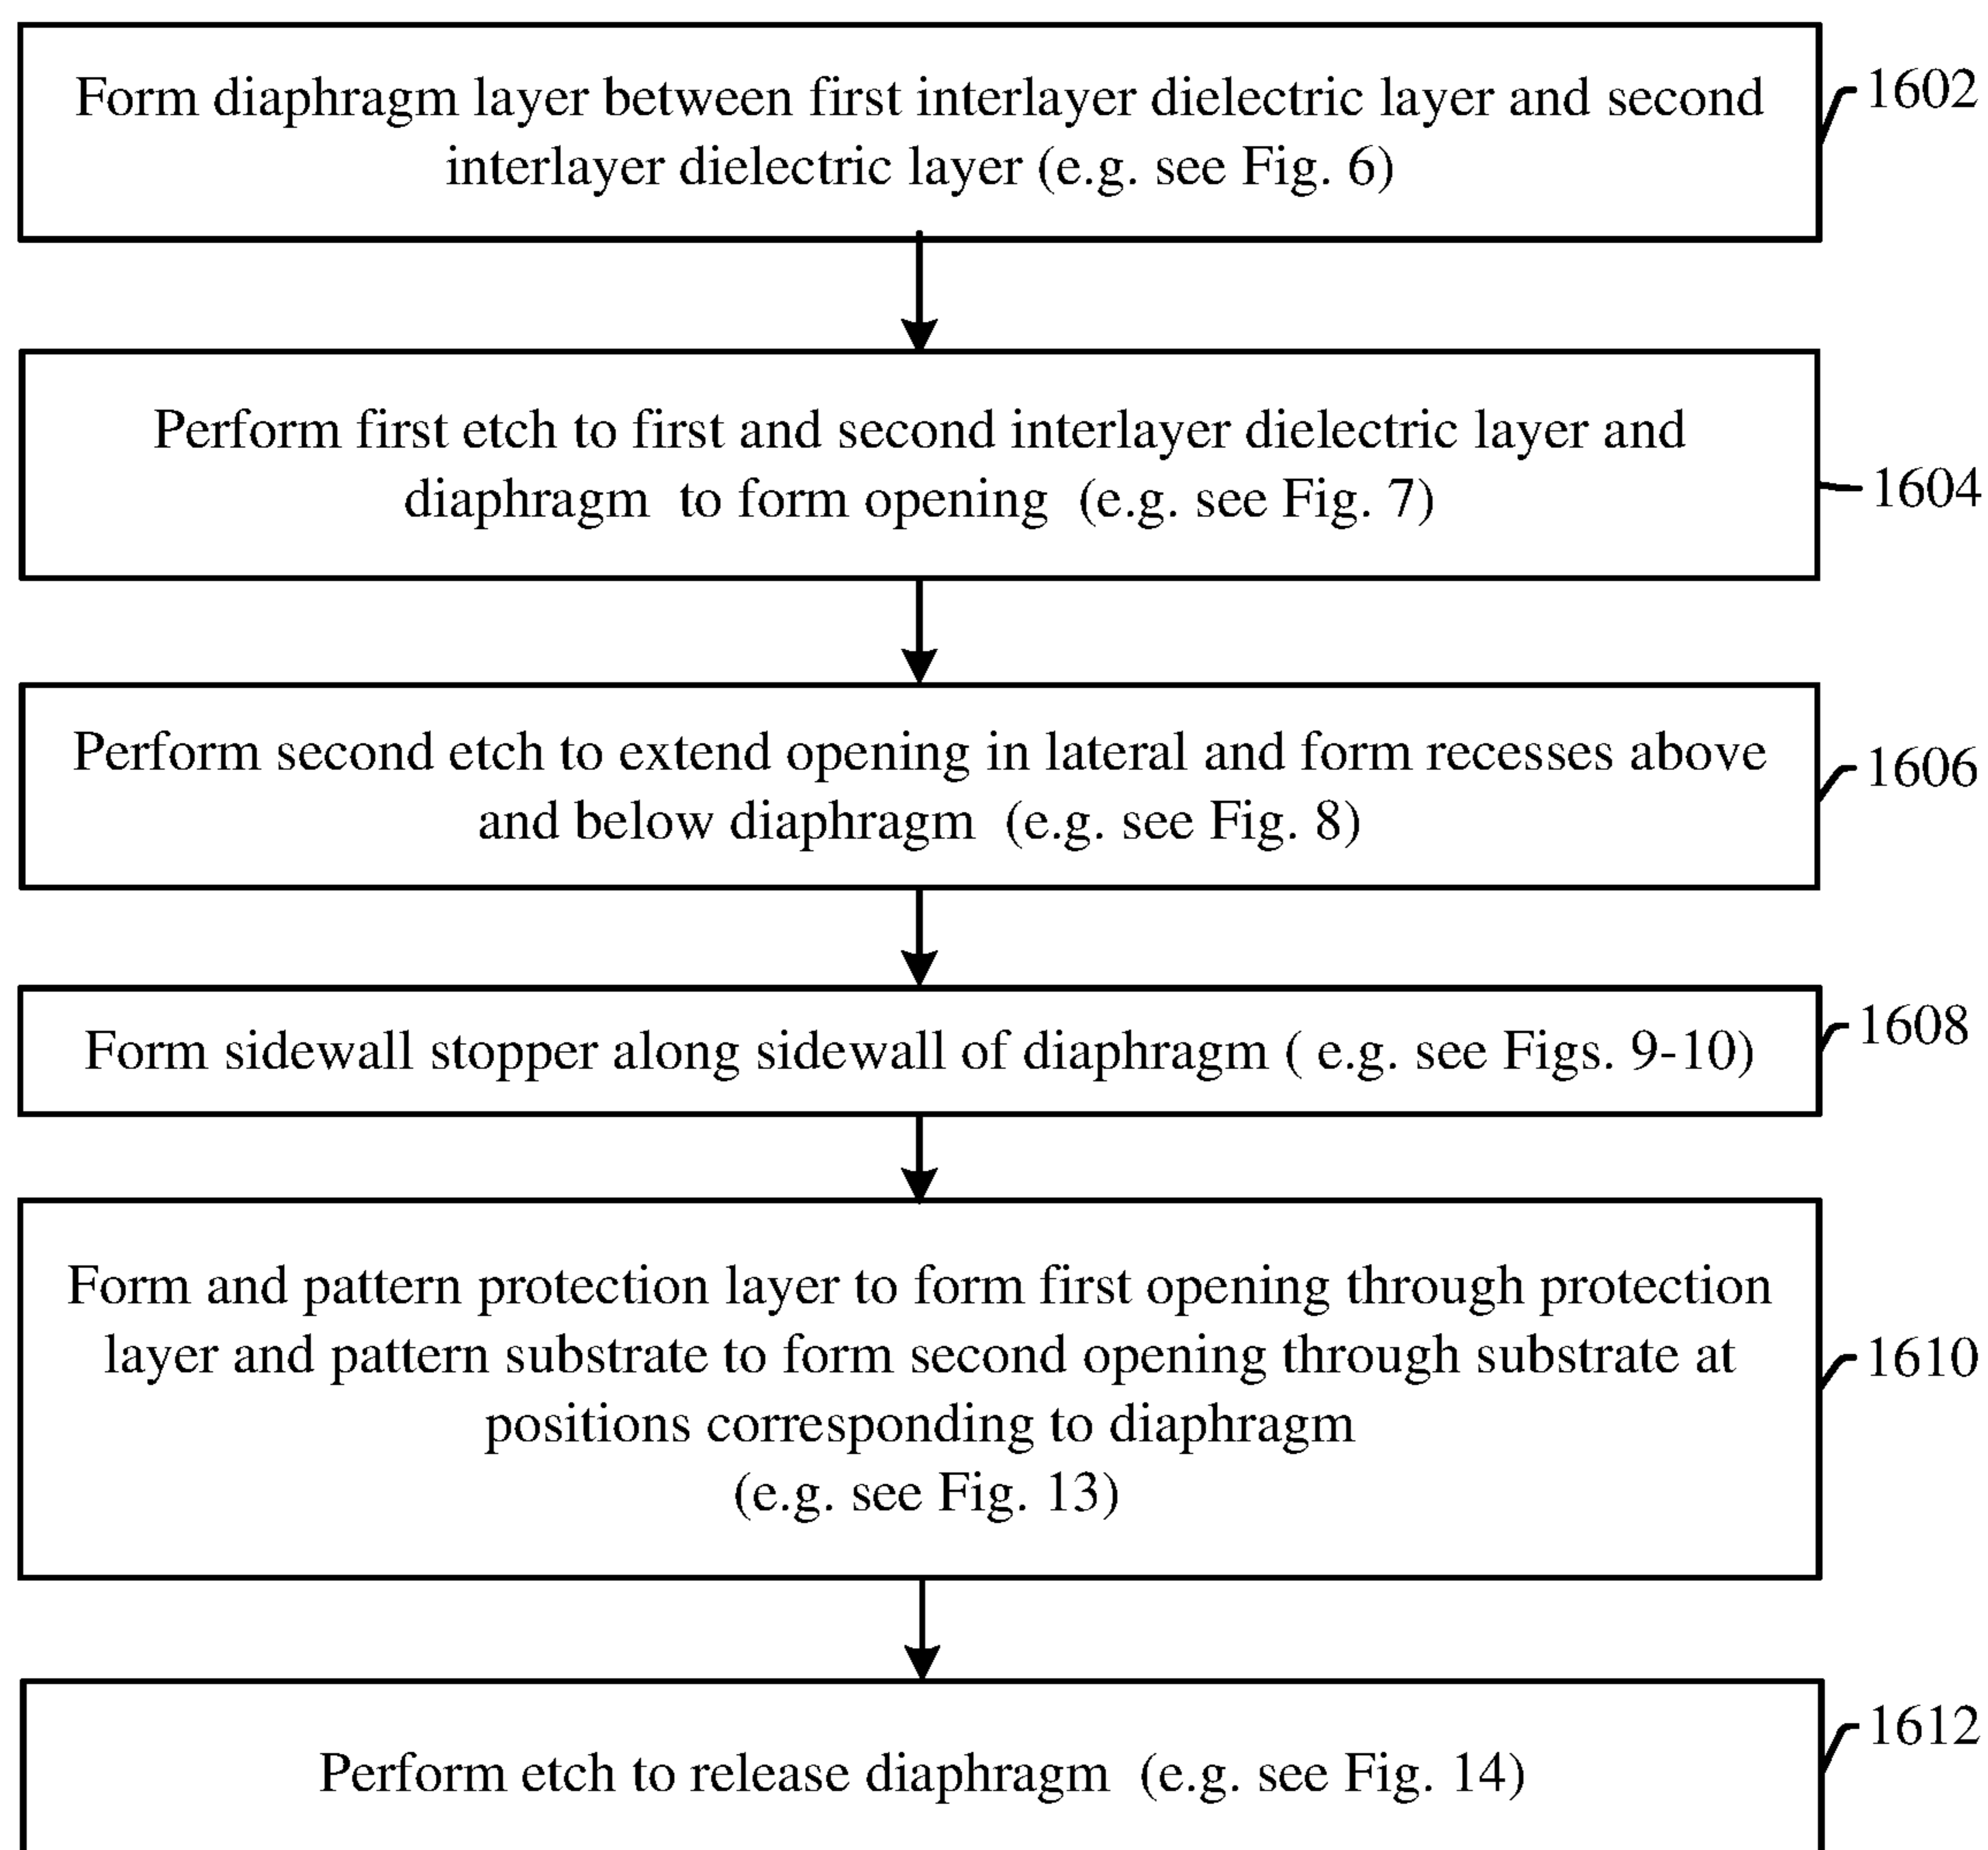 Form diaphragm layer between first interlayer dielectric layer and second
interlayer dielectric layer (e.g. see Fig. 6)
1602
Perform first etch to first and second interlayer dielectric layer and
diaphragm to form opening (e.g. see Fig. 7)
1604
Perform second etch to extend opening in lateral and form recesses above
and below diaphragm (e.g. see Fig. 8)
1606
Form sidewall stopper along sidewall of diaphragm ( e.g. see Figs. 9-10)
1608
Form and pattern protection layer to form first opening through protection
layer and pattern substrate to form second opening through substrate at
positions corresponding to diaphragm
(e.g. see Fig. 13)
1610
Perform etch to release diaphragm (e.g. see Fig. 14)
1612